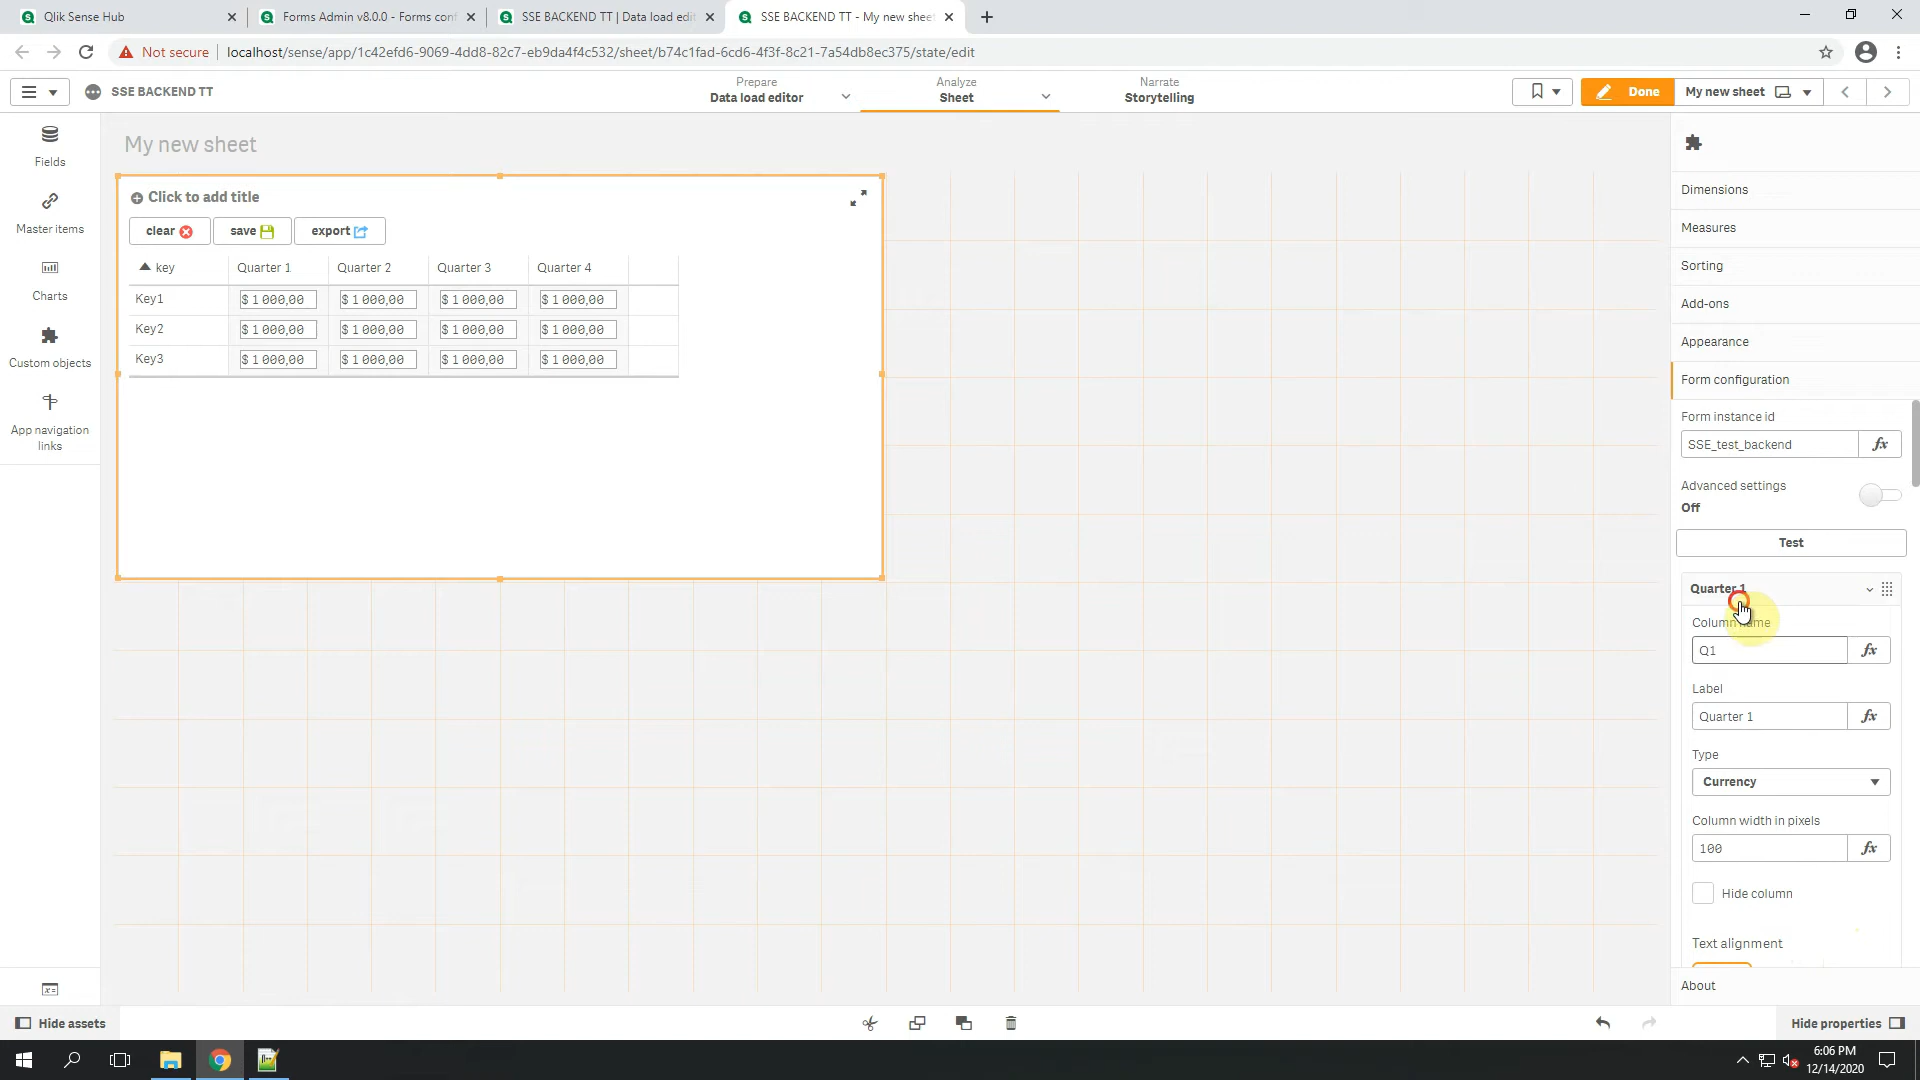 Qlik Sense Hub
Forms Admin v8.0.0 - Forms conf
SSE BACKEND TT | Data load edit
SSE BACKEND TT - My new sheet
Not secure
localhost/sense/app/1c42efd6-9069-4dd8-82c7-eb9da4f4c532/sheet/b74c1fad-6cd6-4f3f-8c21-7a54db8ec375/state/edit
SSE BACKEND TT
Prepare
Data load editor
Analyze
Sheet
Narrate
Storytelling
Done
My new sheet
Fields
Master items
Charts
Custom objects
App navigation
links
My new sheet
Click to add title
clear
save
export
key Quarter 1 Quarter 2 Quarter 3 Quarter 4
Key1 $ 1 000,00 $ 1 000,00 $ 1 000,00 $ 1 000,00
Key2 $ 1 000,00 $ 1 000,00 $ 1 000,00 $ 1 000,00
Key3 $ 1 000,00 $ 1 000,00 $ 1 000,00 $ 1 000,00
Dimensions
Measures
Sorting
Add-ons
Appearance
Form configuration
Form instance id
SSE_test_backend fx
Advanced settings
Off
Test
Quarter 1
Column name
Q1 fx
Label
Quarter 1 fx
Type
Currency
Column width in pixels
100 fx
Hide column
Text alignment
About
Hide assets
Hide properties
6:06 PM
12/14/2020